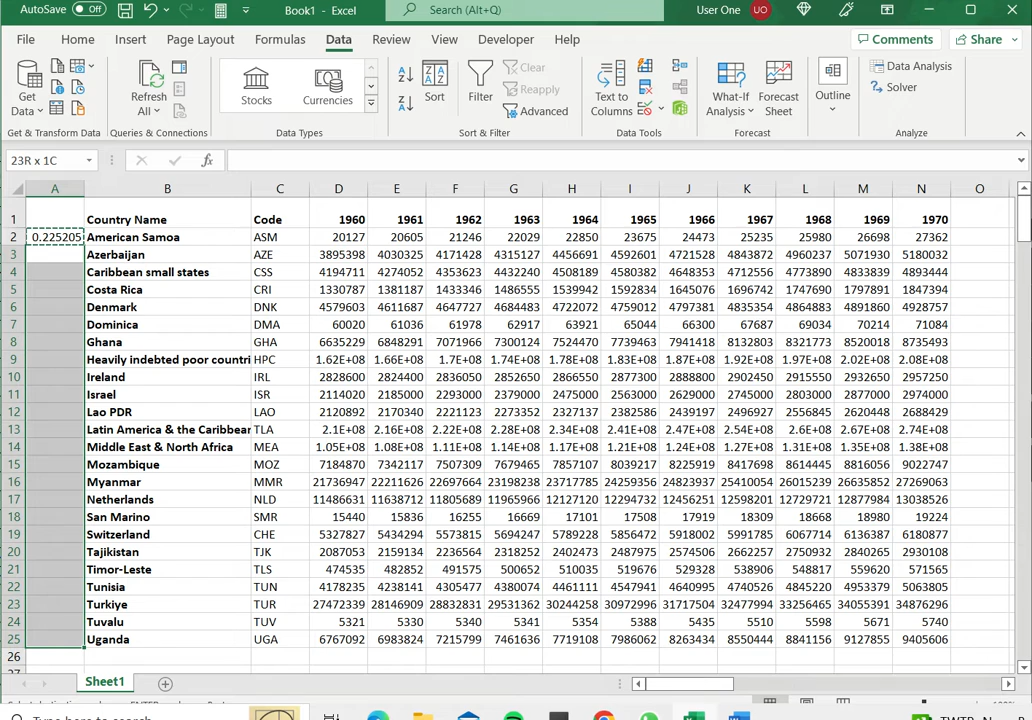 AutoSave Off Book1 - Excel Search (Alt+Q) User One UO
File Home Insert Page Layout Formulas Data Review View Developer Help Comments Share
Get Data Refresh All Stocks Currencies Sort Filter Clear Reapply Advanced Text to Columns What-If Analysis Forecast Sheet Outline Data Analysis Solver
Get & Transform Data Queries & Connections Data Types Sort & Filter Data Tools Forecast Analyze
23R x 1C fx
A B C D E F G H I J K L M N O
1 Country Name Code 1960 1961 1962 1963 1964 1965 1966 1967 1968 1969 1970
2 0.225205 American Samoa ASM 20127 20605 21246 22029 22850 23675 24473 25235 25980 26698 27362
3 Azerbaijan AZE 3895398 4030325 4171428 4315127 4456691 4592601 4721528 4843872 4960237 5071930 5180032
4 Caribbean small states CSS 4194711 4274052 4353623 4432240 4508189 4580382 4648353 4712556 4773890 4833839 4893444
5 Costa Rica CRI 1330787 1381187 1433346 1486555 1539942 1592834 1645076 1696742 1747690 1797891 1847394
6 Denmark DNK 4579603 4611687 4647727 4684483 4722072 4759012 4797381 4835354 4864883 4891860 4928757
7 Dominica DMA 60020 61036 61978 62917 63921 65044 66300 67687 69034 70214 71084
8 Ghana GHA 6635229 6848291 7071966 7300124 7524470 7739463 7941418 8132803 8321773 8520018 8735493
9 Heavily indebted poor countri HPC 1.62E+08 1.66E+08 1.7E+08 1.74E+08 1.78E+08 1.83E+08 1.87E+08 1.92E+08 1.97E+08 2.02E+08 2.08E+08
10 Ireland IRL 2828600 2824400 2836050 2852650 2866550 2877300 2888800 2902450 2915550 2932650 2957250
11 Israel ISR 2114020 2185000 2293000 2379000 2475000 2563000 2629000 2745000 2803000 2877000 2974000
12 Lao PDR LAO 2120892 2170340 2221123 2273352 2327137 2382586 2439197 2496927 2556845 2620448 2688429
13 Latin America & the Caribbear TLA 2.1E+08 2.16E+08 2.22E+08 2.28E+08 2.34E+08 2.41E+08 2.47E+08 2.54E+08 2.6E+08 2.67E+08 2.74E+08
14 Middle East & North Africa MEA 1.05E+08 1.08E+08 1.11E+08 1.14E+08 1.17E+08 1.21E+08 1.24E+08 1.27E+08 1.31E+08 1.35E+08 1.38E+08
15 Mozambique MOZ 7184870 7342117 7507309 7679465 7857107 8039217 8225919 8417698 8614445 8816056 9022747
16 Myanmar MMR 21736947 22211626 22697664 23198238 23717785 24259356 24823937 25410054 26015239 26635852 27269063
17 Netherlands NLD 11486631 11638712 11805689 11965966 12127120 12294732 12456251 12598201 12729721 12877984 13038526
18 San Marino SMR 15440 15836 16255 16669 17101 17508 17919 18309 18668 18980 19224
19 Switzerland CHE 5327827 5434294 5573815 5694247 5789228 5856472 5918002 5991785 6067714 6136387 6180877
20 Tajikistan TJK 2087053 2159134 2236564 2318252 2402473 2487975 2574506 2662257 2750932 2840265 2930108
21 Timor-Leste TLS 474535 482852 491575 500652 510035 519676 529328 538906 548817 559620 571565
22 Tunisia TUN 4178235 4238141 4305477 4380074 4461111 4547941 4640995 4740526 4845220 4953379 5063805
23 Turkiye TUR 27472339 28146909 28832831 29531362 30244258 30972996 31717504 32477994 33256465 34055391 34876296
24 Tuvalu TUV 5321 5330 5340 5341 5354 5388 5435 5510 5598 5671 5740
25 Uganda UGA 6767092 6983824 7215799 7461636 7719108 7986062 8263434 8550444 8841156 9127855 9405606
26
27
Sheet1
Type here to search